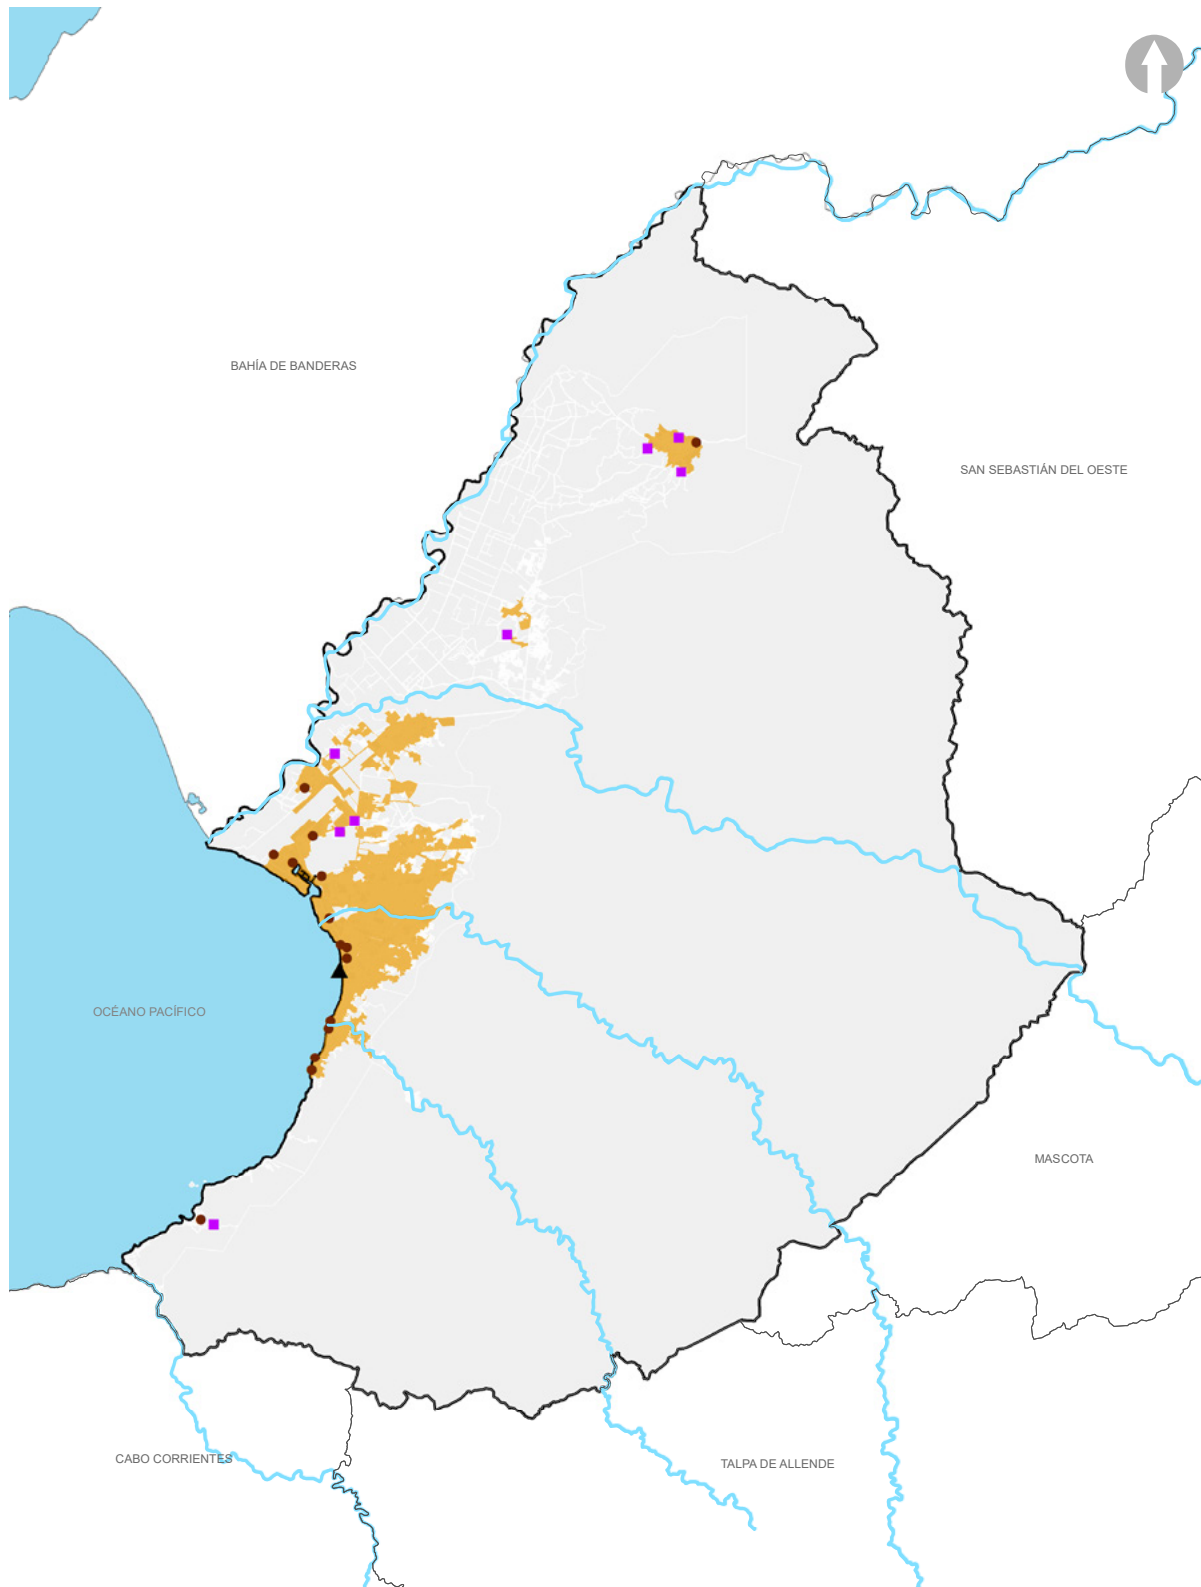 BAHÍA DE BANDERAS
SAN SEBASTIÁN DEL OESTE
OCÉANO PACÍFICO
MASCOTA
CABO CORRIENTES
TALPA DE ALLENDE